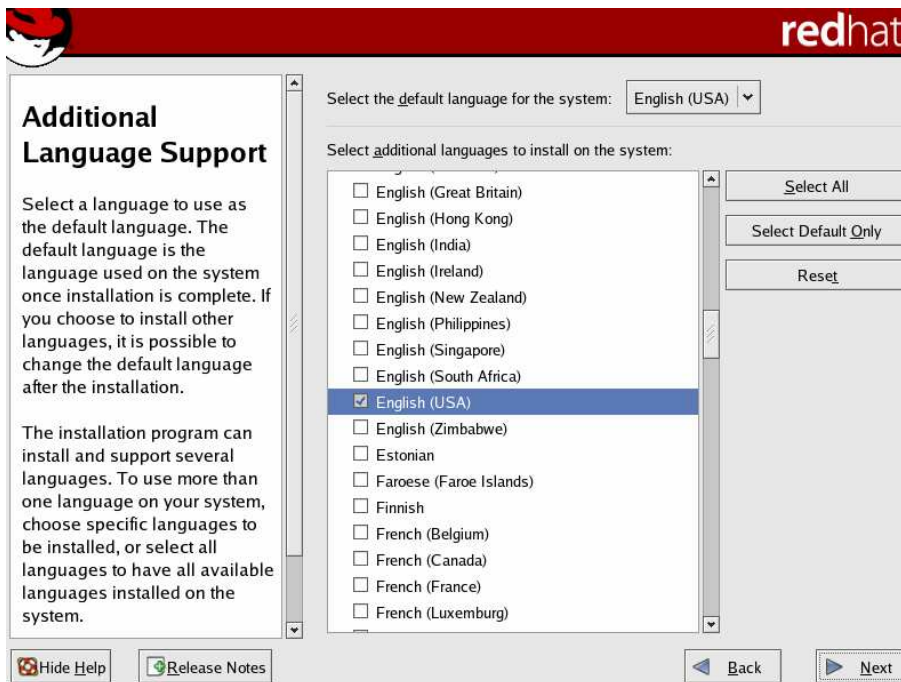 redhat
Additional
Language Support
Select a language to use as
the default language. The
default language is the
language used on the system
once installation is complete. If
you choose to install other
languages, it is possible to
change the default language
after the installation.
The installation program can
install and support several
languages. To use more than
one language on your system,
choose specific languages to
be installed, or select all
languages to have all available
languages installed on the
system.
Select the default language for the system: English (USA)
Select additional languages to install on the system:
English (Great Britain)
English (Hong Kong)
English (India)
English (Ireland)
English (New Zealand)
English (Philippines)
English (Singapore)
English (South Africa)
English (USA)
English (Zimbabwe)
Estonian
Faroese (Faroe Islands)
Finnish
French (Belgium)
French (Canada)
French (France)
French (Luxemburg)
Select All
Select Default Only
Reset
Hide Help
Release Notes
Back
Next